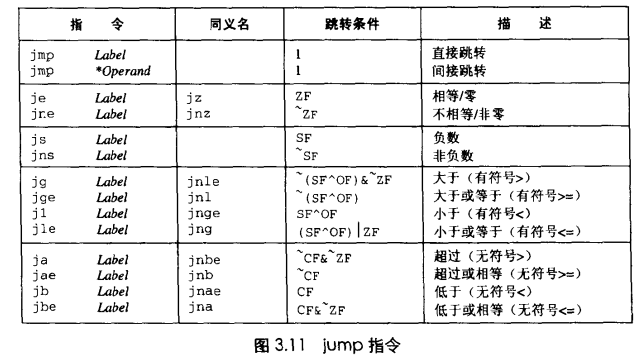 指 令 同义名 跳转条件 描 述
jmp Label 1 直接跳转
jmp *Operand 1 间接跳转
je Label jz ZF 相等/零
jne Label jnz ~ZF 不相等/非零
js Label SF 负数
jns Label ~SF 非负数
jg Label jnle ~(SF^OF)&~ZF 大于（有符号>）
jge Label jnl ~(SF^OF) 大于或等于（有符号>=）
jl Label jnge SF^OF 小于（有符号<）
jle Label jng (SF^OF)|ZF 小于或等于（有符号<=）
ja Label jnbe ~CF&~ZF 超过（无符号>）
jae Label jnb ~CF 超过或相等（无符号>=）
jb Label jnae CF 低于（无符号<）
jbe Label jna CF&~ZF 低于或相等（无符号<=）
图 3.11 jump 指令